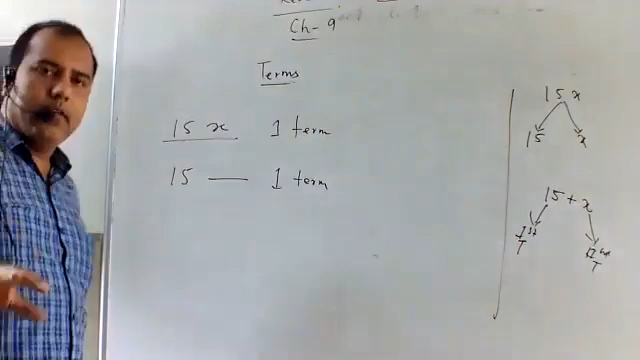 Ch - 9
Terms
15 x 1 term
15 — 1 term
15 x
15 x
15 + x
1st 2nd
T T